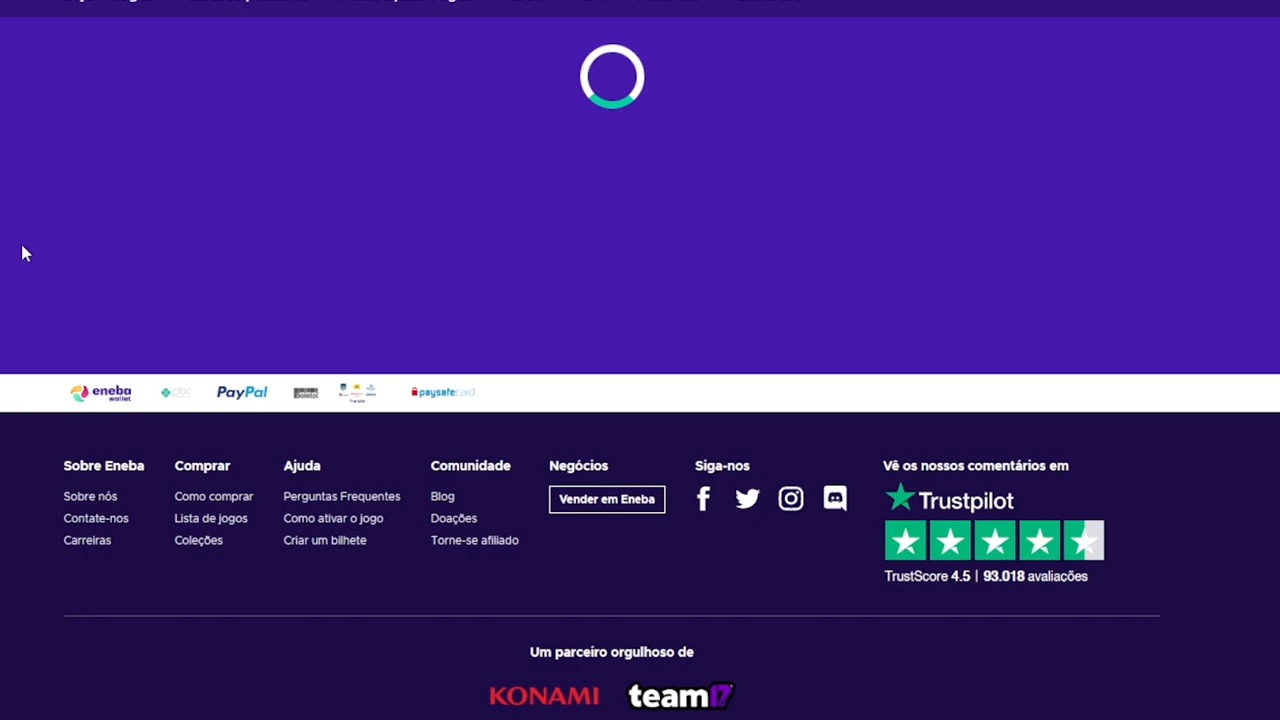 eneba
wallet
pbc
PayPal
Boleto
Transfer
paysafecard
Sobre Eneba
Sobre nós
Contate-nos
Carreiras
Comprar
Como comprar
Lista de jogos
Coleções
Ajuda
Perguntas Frequentes
Como ativar o jogo
Criar um bilhete
Comunidade
Blog
Doações
Torne-se afiliado
Negócios
Vender em Eneba
Siga-nos
Vê os nossos comentários em
Trustpilot
TrustScore 4.5 | 93.018 avaliações
Um parceiro orgulhoso de
KONAMI team17